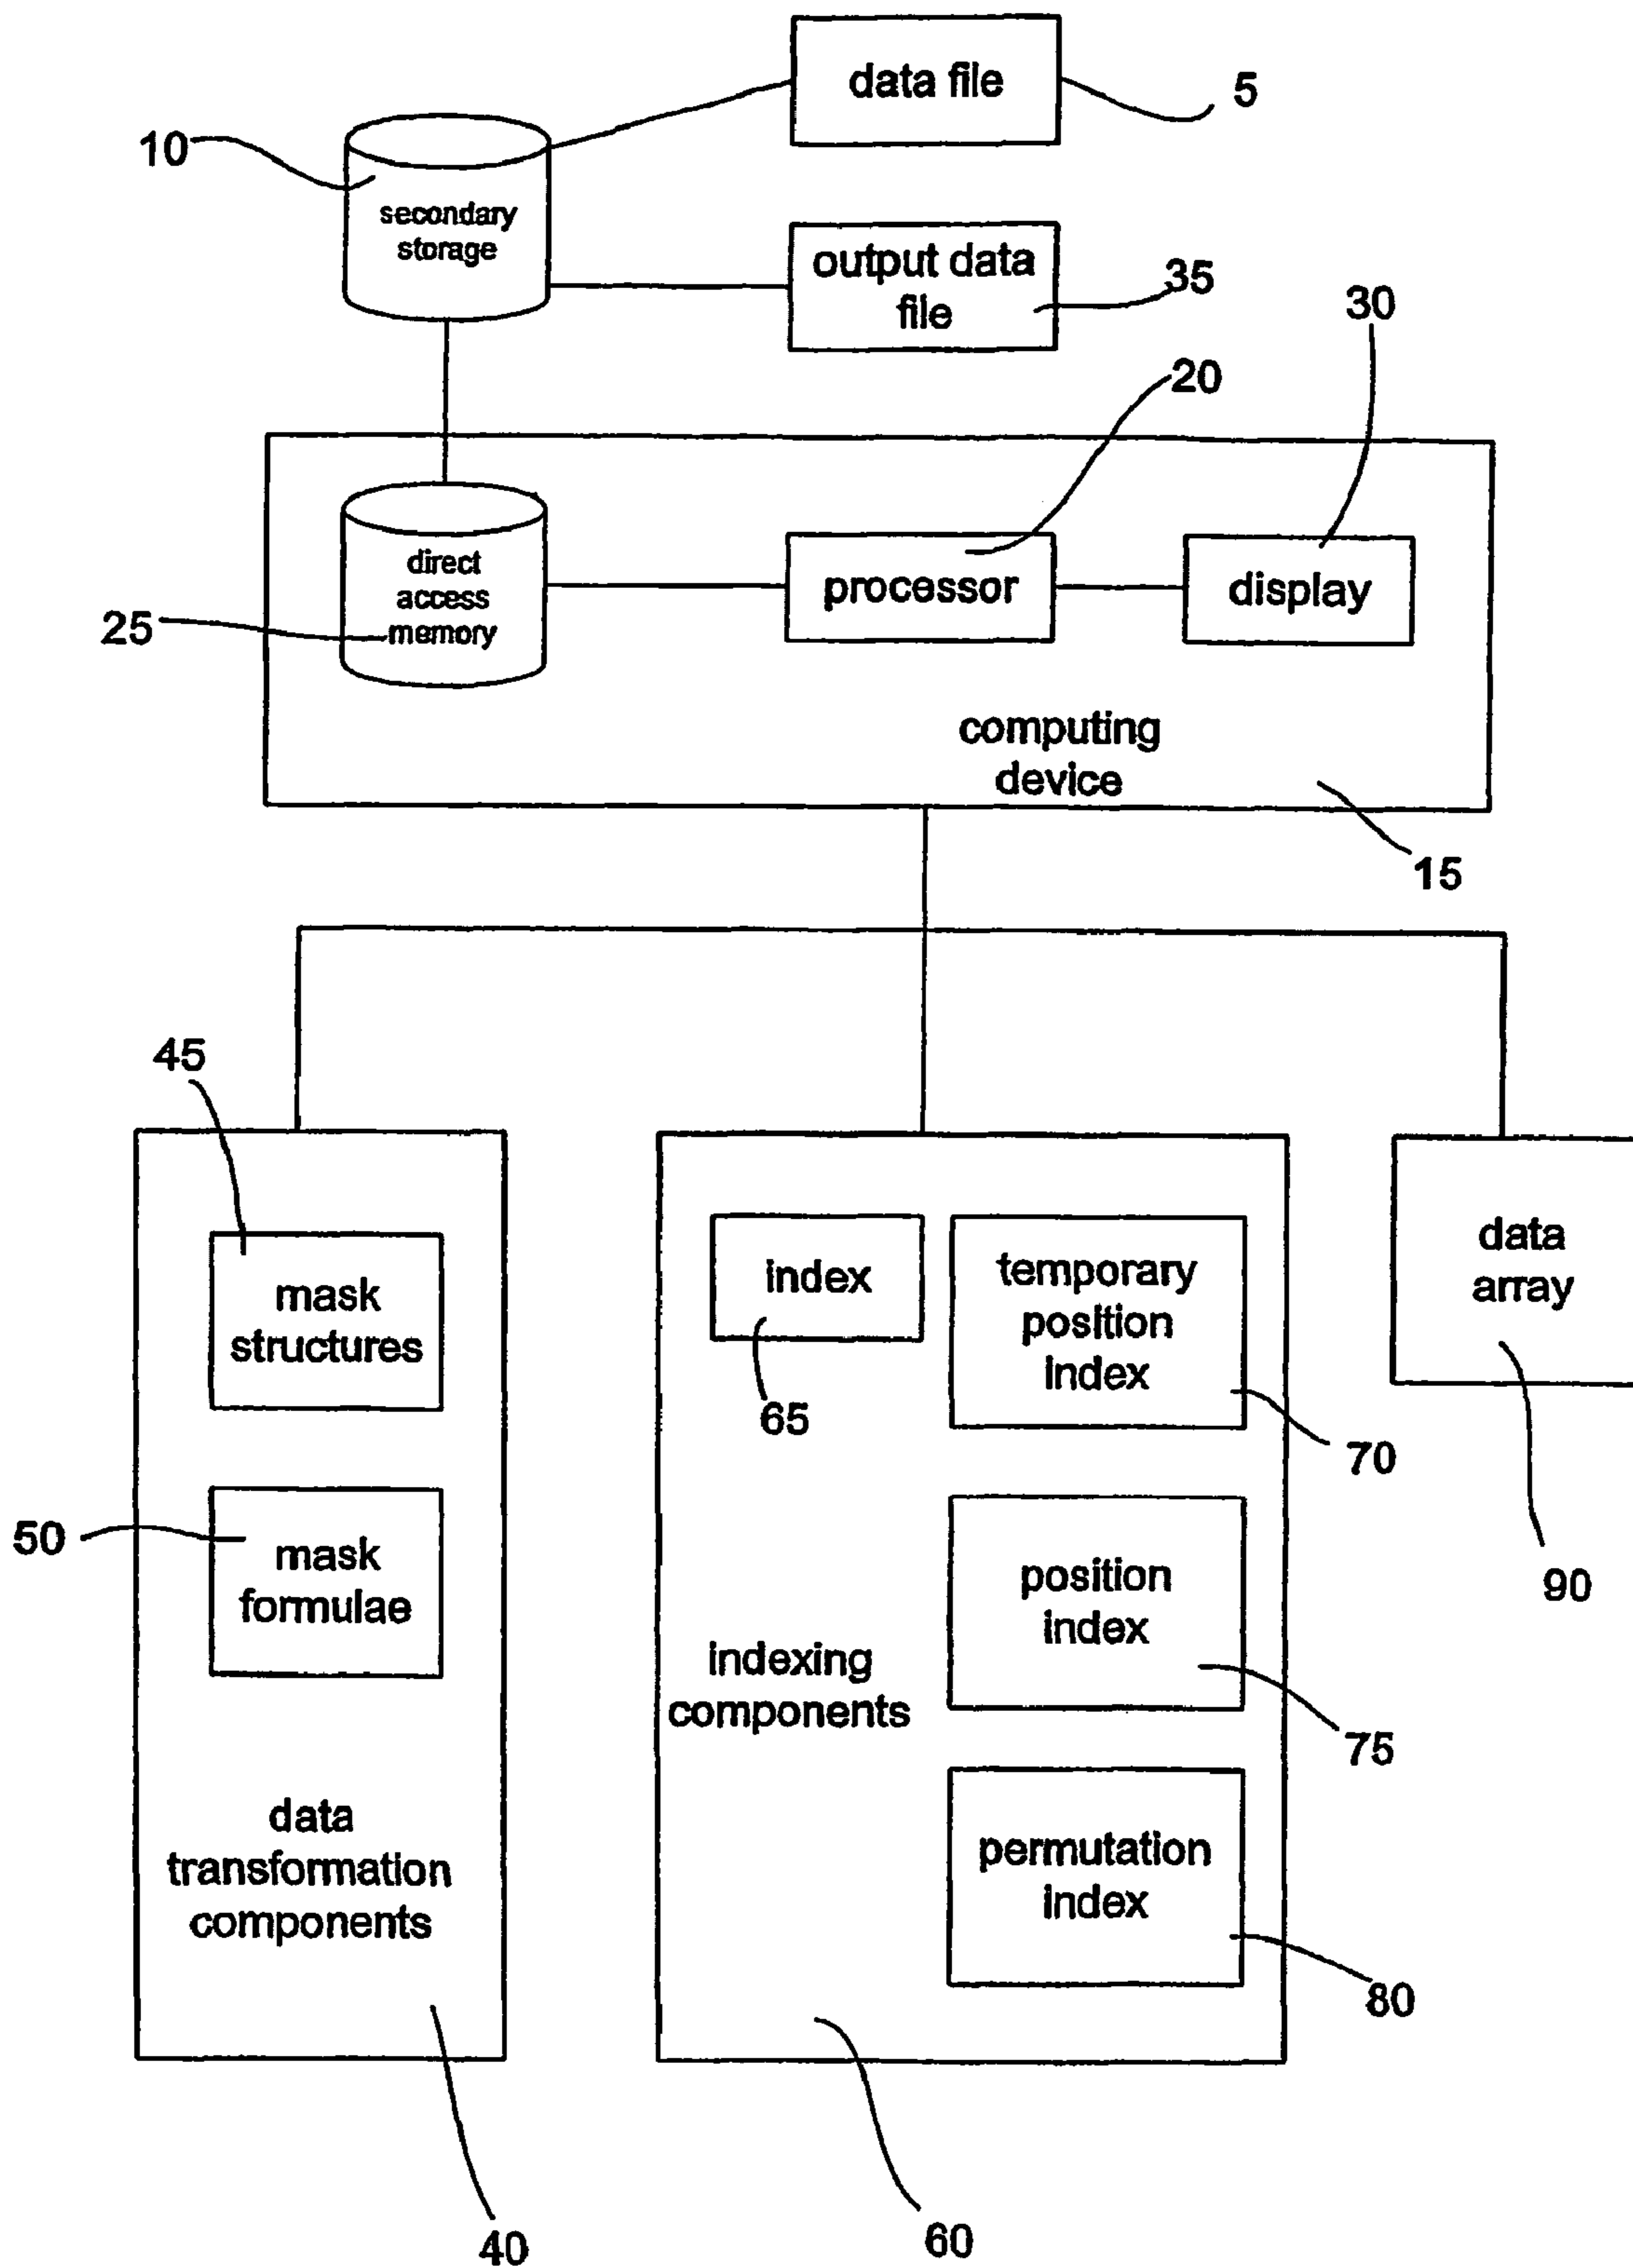 data file
5
10
secondary
storage
output data
file
35
30
20
direct
access
memory
25
processor
display
computing
device
15
45
mask
structures
index
65
temporary
position
index
70
data
array
90
50
mask
formulae
position
index
75
indexing
components
permutation
index
80
data
transformation
components
40
60